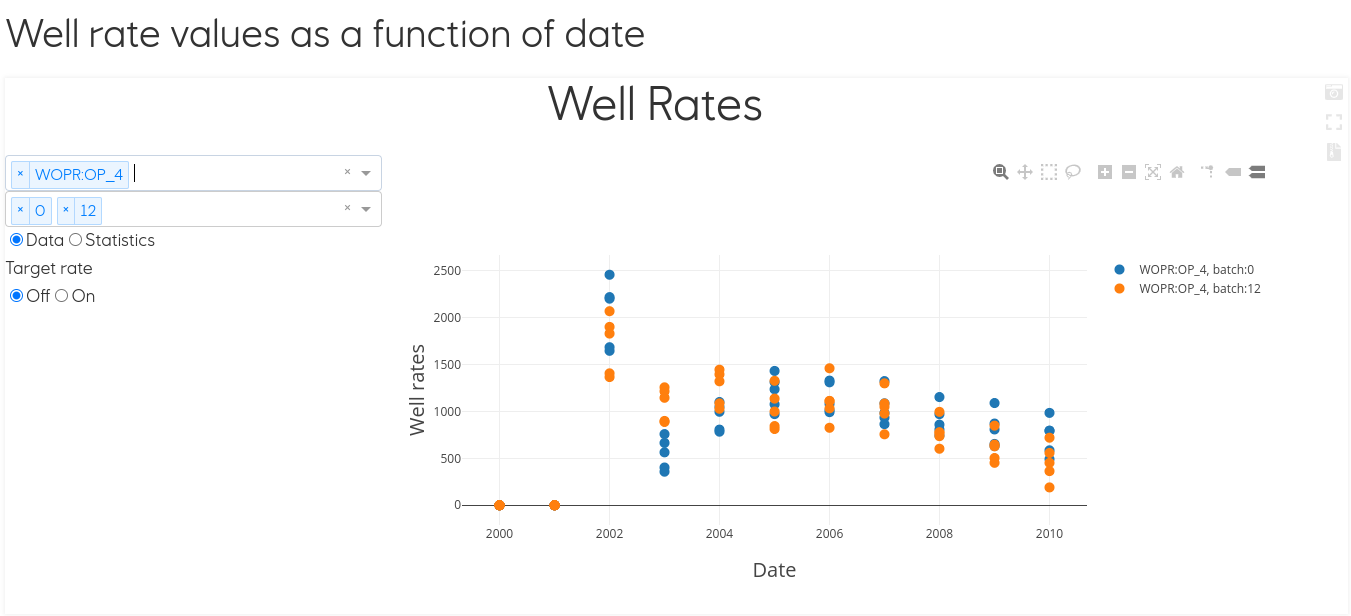 Well rate values as a function of date
Well Rates
× WOPR:OP_4 ×
× 0 × 12 ×
Data Statistics
Target rate
Off On
WOPR:OP_4, batch:0
WOPR:OP_4, batch:12
Well rates
2500
2000
1500
1000
500
0
2000 2002 2004 2006 2008 2010
Date